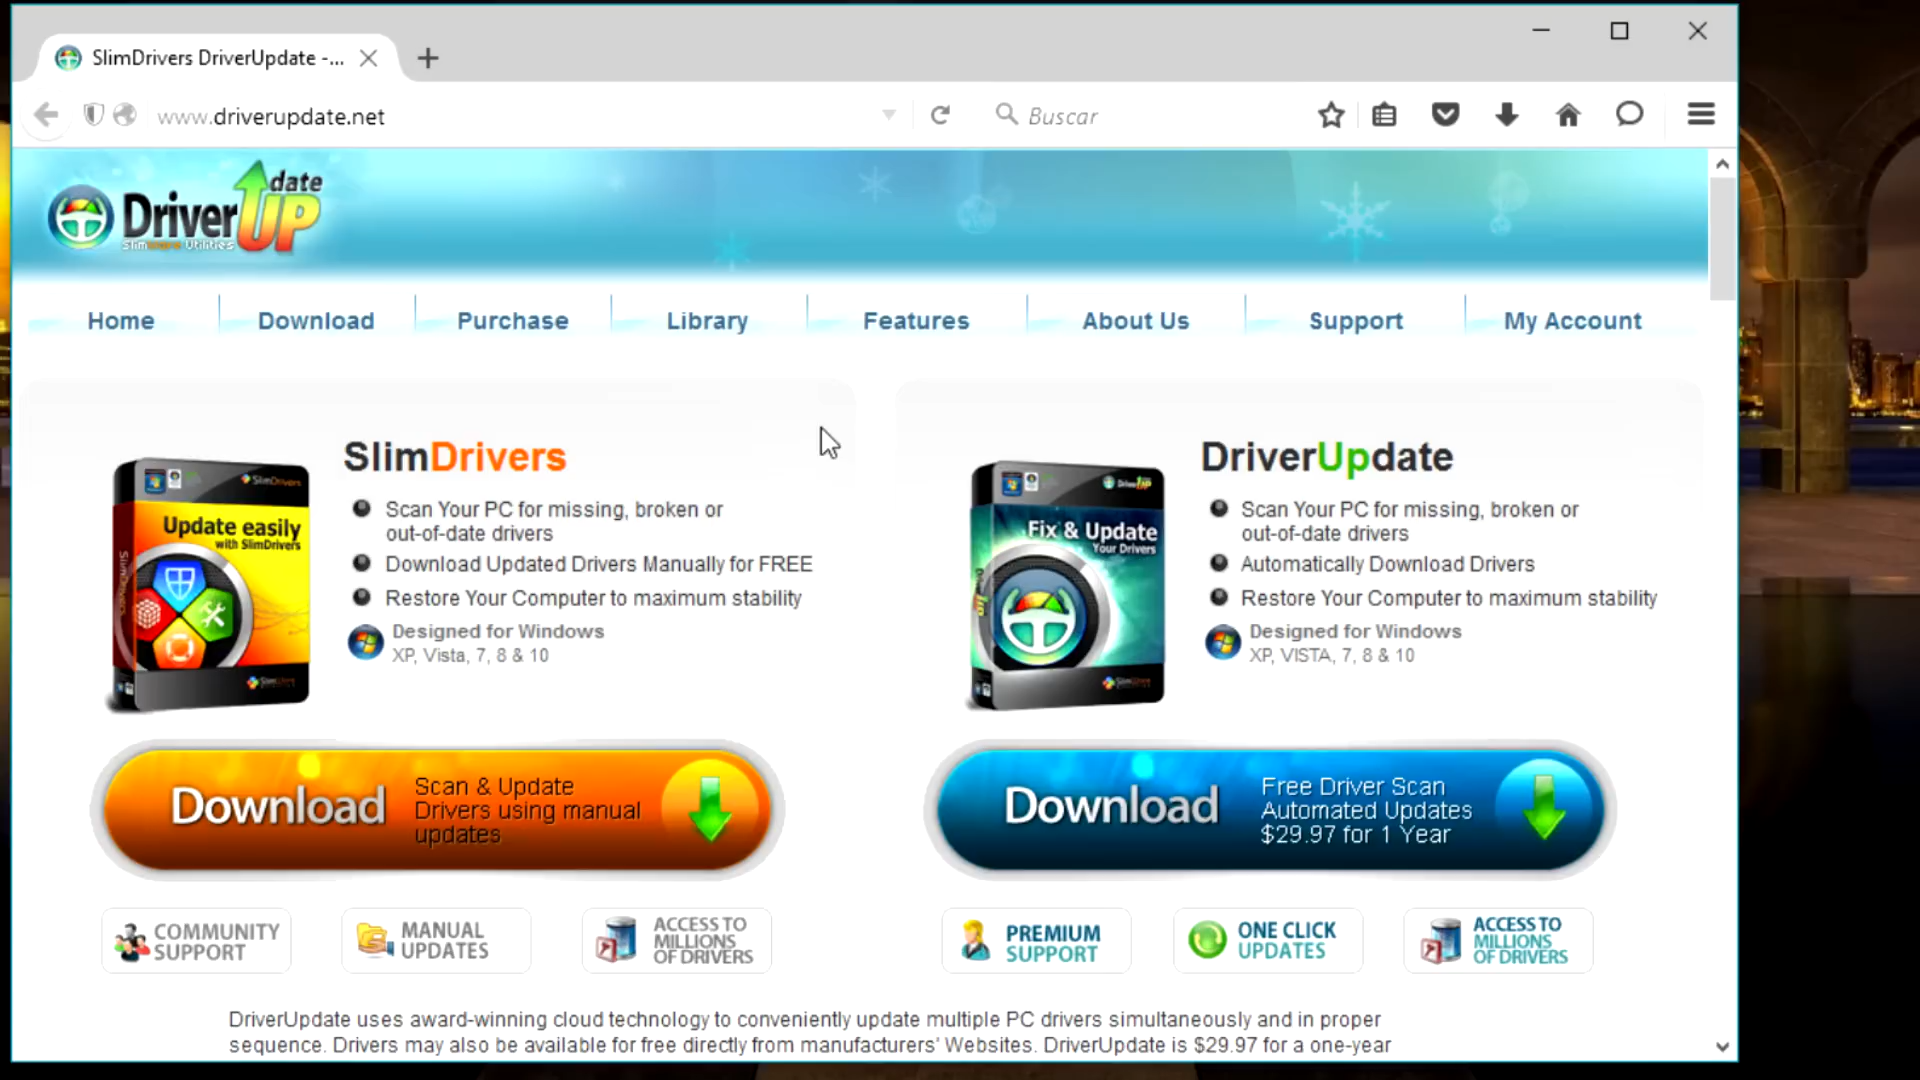 SlimDrivers DriverUpdate -...
www.driverupdate.net
Buscar
DriverUPdate
Slimware Utilities
Home Download Purchase Library Features About Us Support My Account
SlimDrivers
Scan Your PC for missing, broken or
out-of-date drivers
Download Updated Drivers Manually for FREE
Restore Your Computer to maximum stability
Designed for Windows
XP, Vista, 7, 8 & 10
SlimDrivers
Update easily
with SlimDrivers
Download
Scan & Update
Drivers using manual
updates
COMMUNITY
SUPPORT
MANUAL
UPDATES
ACCESS TO
MILLIONS
OF DRIVERS
DriverUpdate
Scan Your PC for missing, broken or
out-of-date drivers
Automatically Download Drivers
Restore Your Computer to maximum stability
Designed for Windows
XP, VISTA, 7, 8 & 10
Fix & Update
Your Drivers
Download
Free Driver Scan
Automated Updates
$29.97 for 1 Year
PREMIUM
SUPPORT
ONE CLICK
UPDATES
ACCESS TO
MILLIONS
OF DRIVERS
DriverUpdate uses award-winning cloud technology to conveniently update multiple PC drivers simultaneously and in proper
sequence. Drivers may also be available for free directly from manufacturers' Websites. DriverUpdate is $29.97 for a one-year